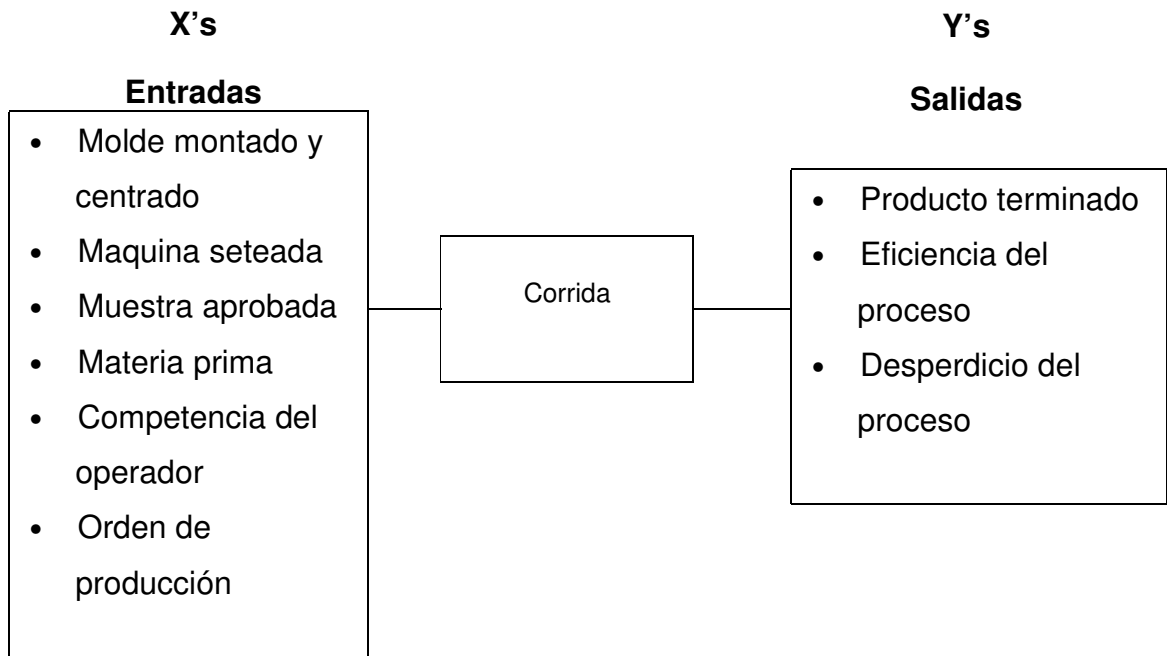 X’s
Entradas
• Molde montado y
centrado
• Maquina seteada
• Muestra aprobada
• Materia prima
• Competencia del
operador
• Orden de
producción
Corrida
Y’s
Salidas
• Producto terminado
• Eficiencia del
proceso
• Desperdicio del
proceso